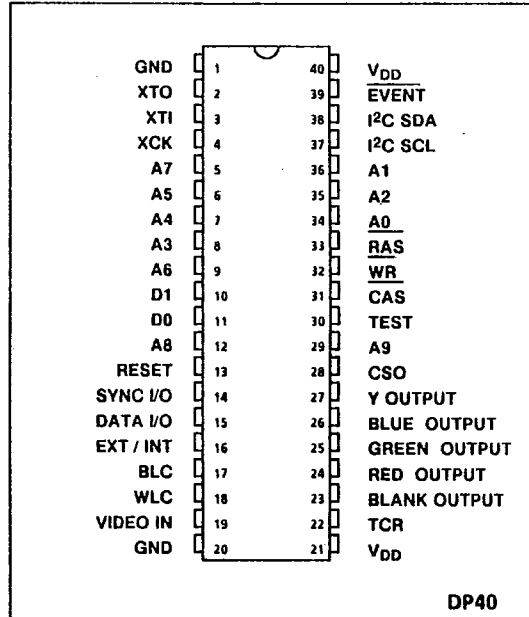 GND 1 40 V_DD
XTO 2 39 EVENT
XTI 3 38 I²C SDA
XCK 4 37 I²C SCL
A7 5 36 A1
A5 6 35 A2
A4 7 34 A0
A3 8 33 RAS
A6 9 32 WR
D1 10 31 CAS
D0 11 30 TEST
A8 12 29 A9
RESET 13 28 CSO
SYNC I/O 14 27 Y OUTPUT
DATA I/O 15 26 BLUE OUTPUT
EXT / INT 16 25 GREEN OUTPUT
BLC 17 24 RED OUTPUT
WLC 18 23 BLANK OUTPUT
VIDEO IN 19 22 TCR
GND 20 21 V_DD
DP40